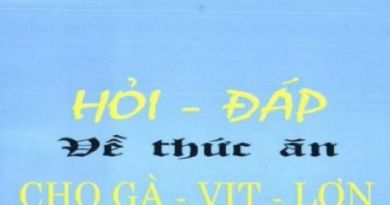 HỎI - ĐÁP
Về thức ăn
CHO GÀ - VỊT - LỢN